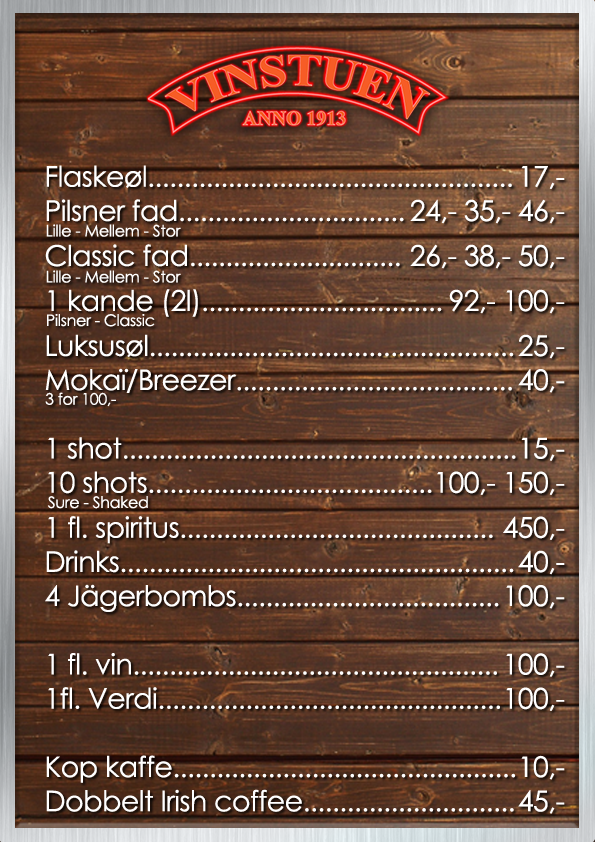 VINSTUEN
ANNO 1913
Flaskeøl.................................................. 17,-
Pilsner fad............................... 24,- 35,- 46,-
Lille - Mellem - Stor
Classic fad............................. 26,- 38,- 50,-
Lille - Mellem - Stor
1 kande (2l)................................. 92,- 100,-
Pilsner - Classic
Luksusøl..................................................25,-
Mokaï/Breezer......................................40,-
3 for 100,-
1 shot......................................................15,-
10 shots.......................................100,- 150,-
Sure - Shaked
1 fl. spiritus........................................... 450,-
Drinks......................................................40,-
4 Jägerbombs.................................... 100,-
1 fl. vin.................................................. 100,-
1fl. Verdi...............................................100,-
Kop kaffe...............................................10,-
Dobbelt Irish coffee............................. 45,-